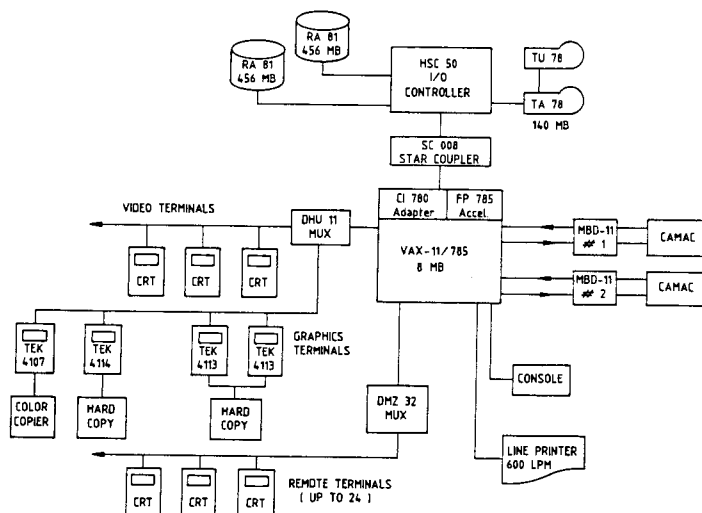 RA 81
456 MB
RA 81
456 MB
HSC 50
I/O
CONTROLLER
TU 78
TA 78
140 MB
SC 008
STAR COUPLER
CI 780
Adapter
FP 785
Accel.
VAX-11/785
8 MB
VIDEO TERMINALS
DHU 11
MUX
MBD-11
# 1
CAMAC
MBD-11
# 2
CAMAC
CRT
CRT
CRT
TEK
4107
TEK
4114
TEK
4113
TEK
4113
GRAPHICS
TERMINALS
COLOR
COPIER
HARD
COPY
HARD
COPY
DMZ 32
MUX
CONSOLE
LINE PRINTER
600 LPM
CRT
CRT
CRT
REMOTE TERMINALS
( UP TO 24 )